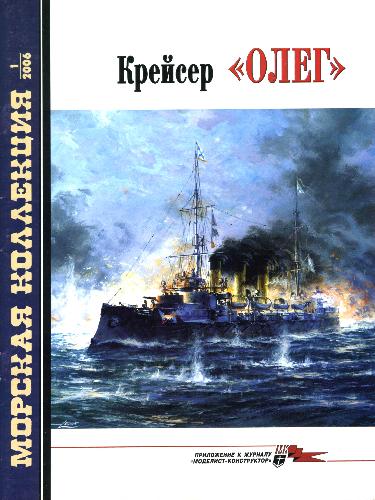 1
2006
МОРСКАЯ КОЛЛЕКЦИЯ
Крейсер «ОЛЕГ»
ПРИЛОЖЕНИЕ К ЖУРНАЛУ
«МОДЕЛИСТ-КОНСТРУКТОР»